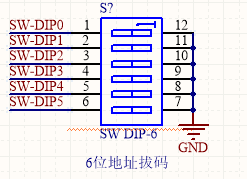 S?
SW-DIP0 1 12
SW-DIP1 2 11
SW-DIP2 3 10
SW-DIP3 4 9
SW-DIP4 5 8
SW-DIP5 6 7
SW DIP-6
GND
6位地址拨码